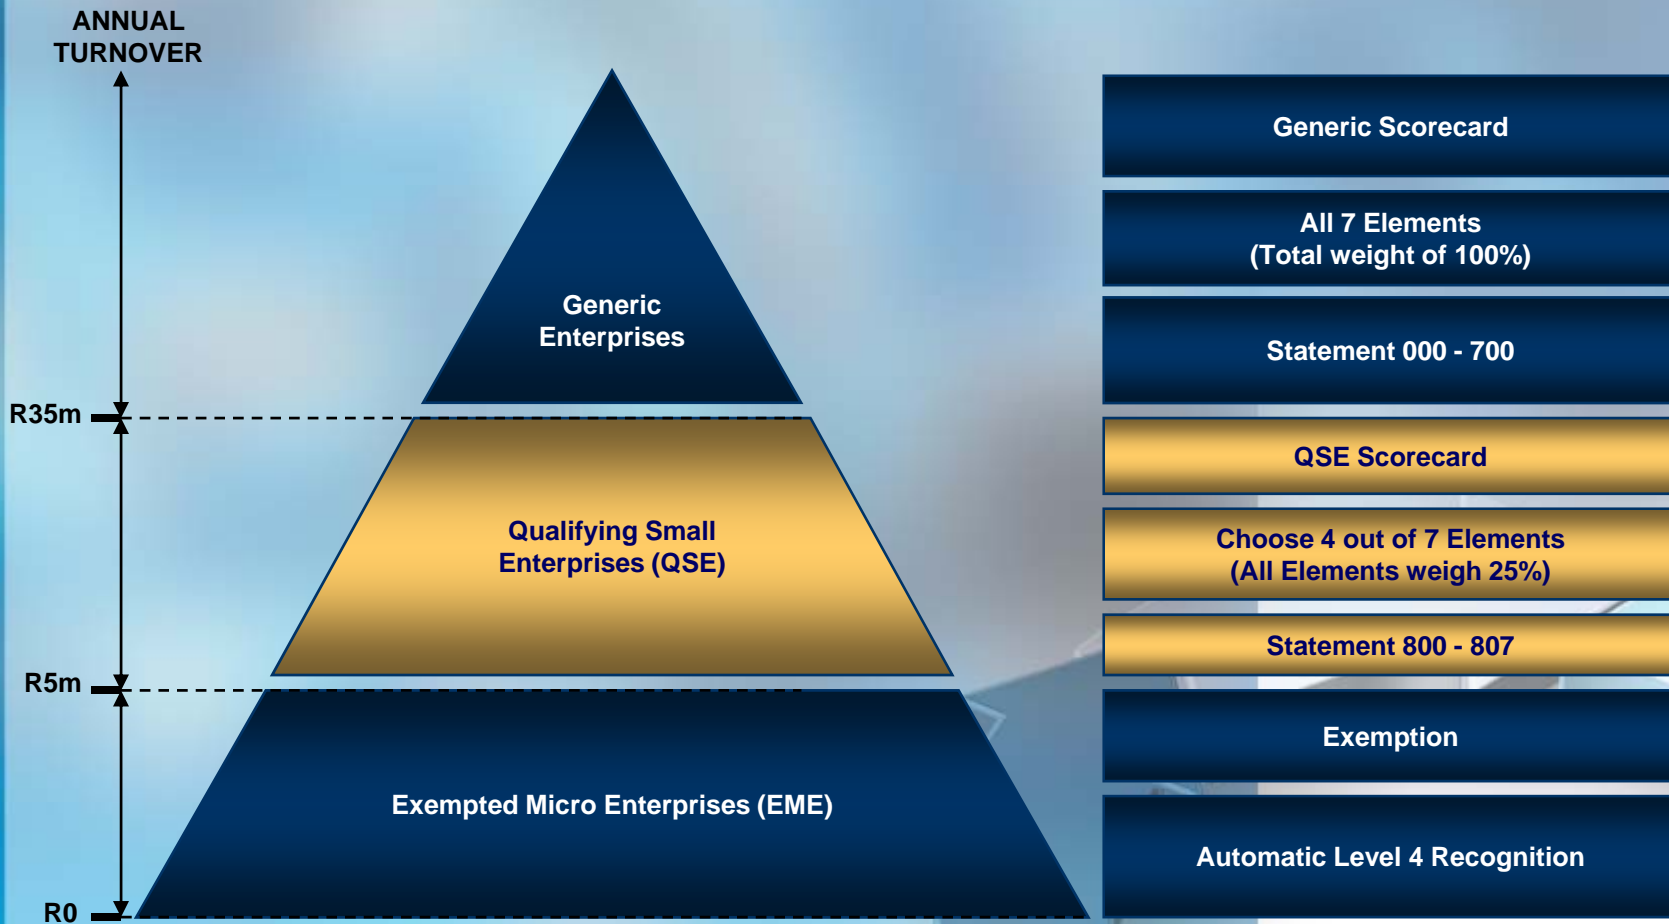 ANNUAL
TURNOVER
Generic Scorecard
All 7 Elements
(Total weight of 100%)
Generic
Enterprises
Statement 000 - 700
R35m
QSE Scorecard
Qualifying Small
Enterprises (QSE)
Choose 4 out of 7 Elements
(All Elements weigh 25%)
Statement 800 - 807
R5m
Exemption
Exempted Micro Enterprises (EME)
Automatic Level 4 Recognition
R0